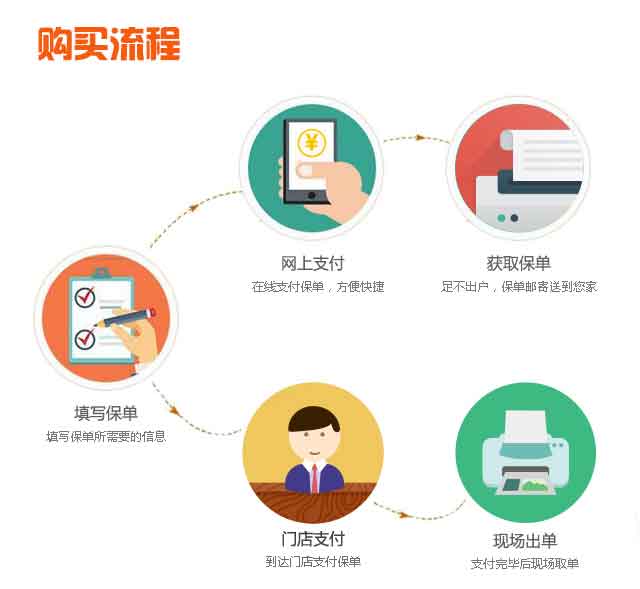 购买流程
网上支付
在线支付保单，方便快捷
获取保单
足不出户，保单邮寄送到您家
填写保单
填写保单所需要的信息
门店支付
到达门店支付保单
现场出单
支付完毕后现场取单